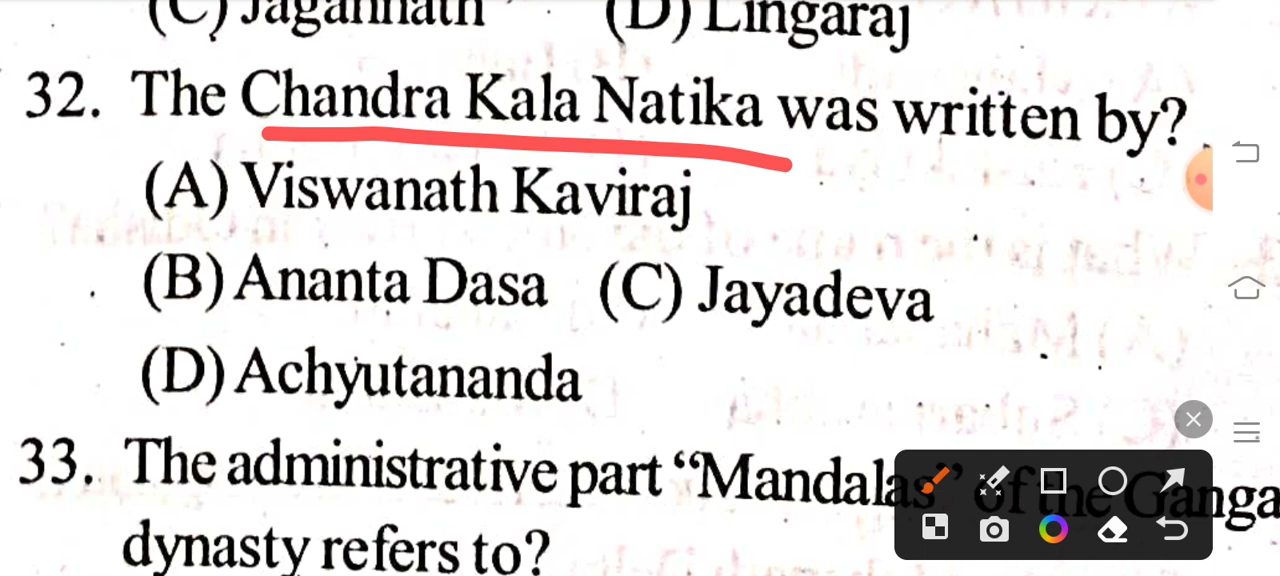 (C) Jagannath (D) Lingaraj
32. The Chandra Kala Natika was written by?
(A) Viswanath Kaviraj
(B) Ananta Dasa (C) Jayadeva
(D) Achyutananda
33. The administrative part “Mandalas” of the Ganga
dynasty refers to?